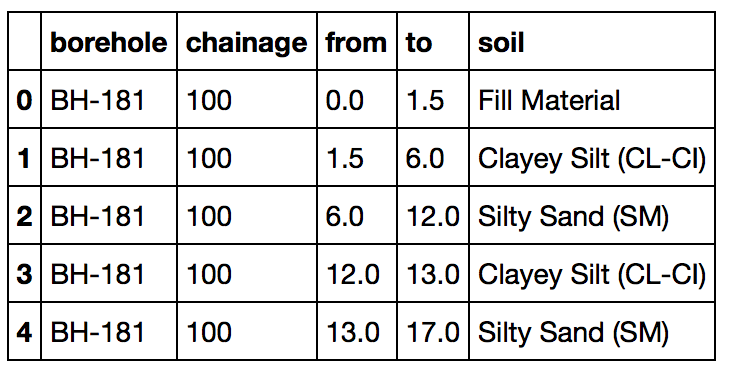 borehole chainage from to soil
0 BH-181 100 0.0 1.5 Fill Material
1 BH-181 100 1.5 6.0 Clayey Silt (CL-CI)
2 BH-181 100 6.0 12.0 Silty Sand (SM)
3 BH-181 100 12.0 13.0 Clayey Silt (CL-CI)
4 BH-181 100 13.0 17.0 Silty Sand (SM)